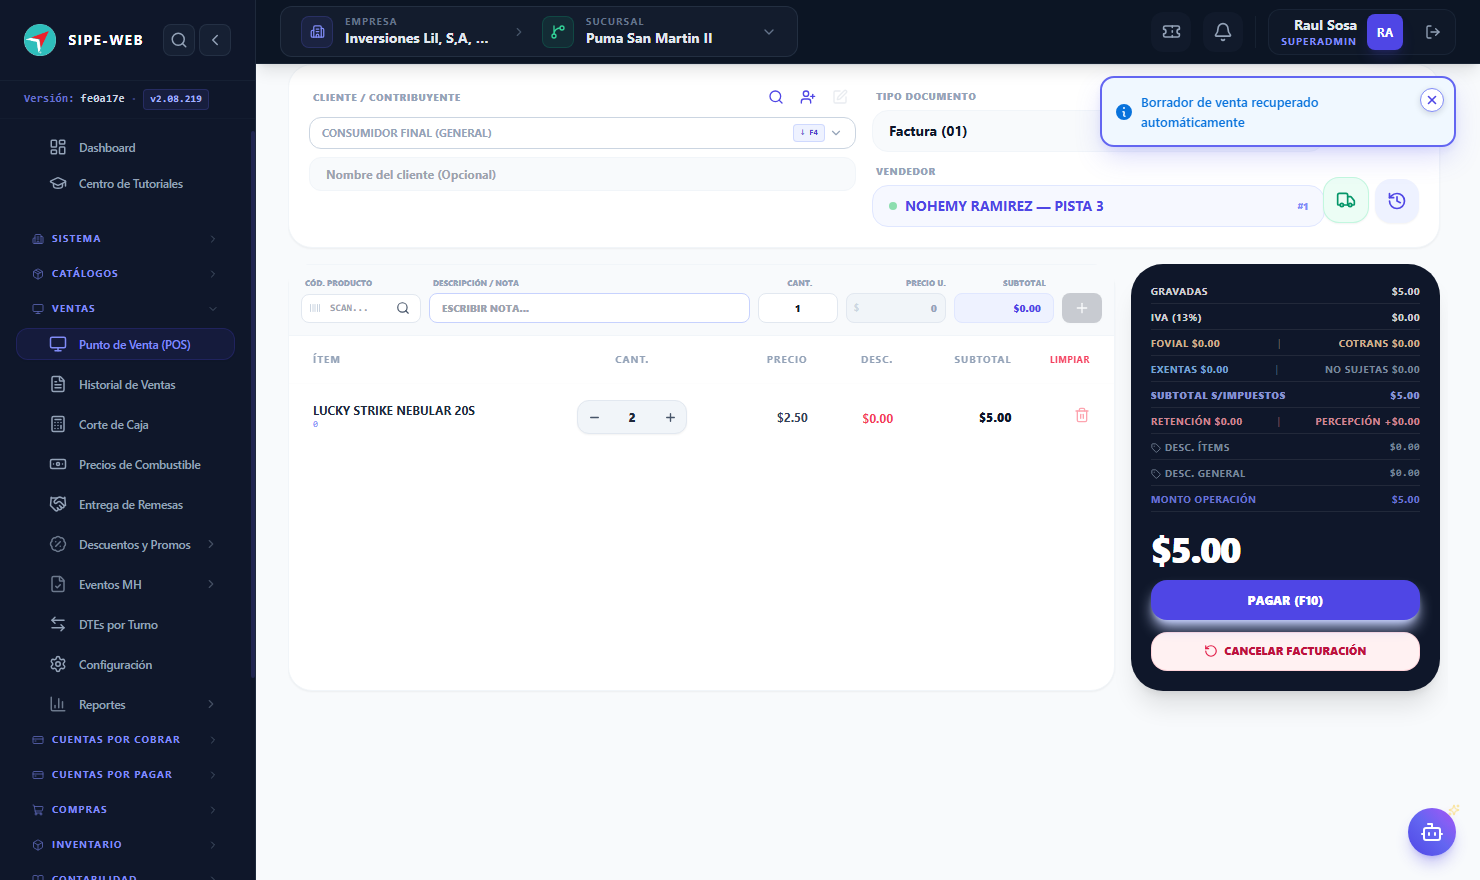 SIPE-WEB
Versión: fe0a17e · v2.08.219
Dashboard
Centro de Tutoriales
SISTEMA
CATÁLOGOS
VENTAS
Punto de Venta (POS)
Historial de Ventas
Corte de Caja
Precios de Combustible
Entrega de Remesas
Descuentos y Promos
Eventos MH
DTEs por Turno
Configuración
Reportes
CUENTAS POR COBRAR
CUENTAS POR PAGAR
COMPRAS
INVENTARIO
CONTABILIDAD
EMPRESA
Inversiones Lil, S,A, ...
SUCURSAL
Puma San Martin II
Raul Sosa
SUPERADMIN
RA
Borrador de venta recuperado
automáticamente
CLIENTE / CONTRIBUYENTE
CONSUMIDOR FINAL (GENERAL)
↓ F4
Nombre del cliente (Opcional)
TIPO DOCUMENTO
Factura (01)
VENDEDOR
NOHEMY RAMIREZ — PISTA 3
#1
CÓD. PRODUCTO DESCRIPCIÓN / NOTA CANT. PRECIO U. SUBTOTAL
SCAN... ESCRIBIR NOTA... 1 $ 0 $0.00 +
ÍTEM CANT. PRECIO DESC. SUBTOTAL LIMPIAR
LUCKY STRIKE NEBULAR 20S − 2 + $2.50 $0.00 $5.00
0
GRAVADAS $5.00
IVA (13%) $0.00
FOVIAL $0.00 | COTRANS $0.00
EXENTAS $0.00 | NO SUJETAS $0.00
SUBTOTAL S/IMPUESTOS $5.00
RETENCIÓN $0.00 | PERCEPCIÓN +$0.00
DESC. ÍTEMS $0.00
DESC. GENERAL $0.00
MONTO OPERACIÓN $5.00
$5.00
PAGAR (F10)
CANCELAR FACTURACIÓN